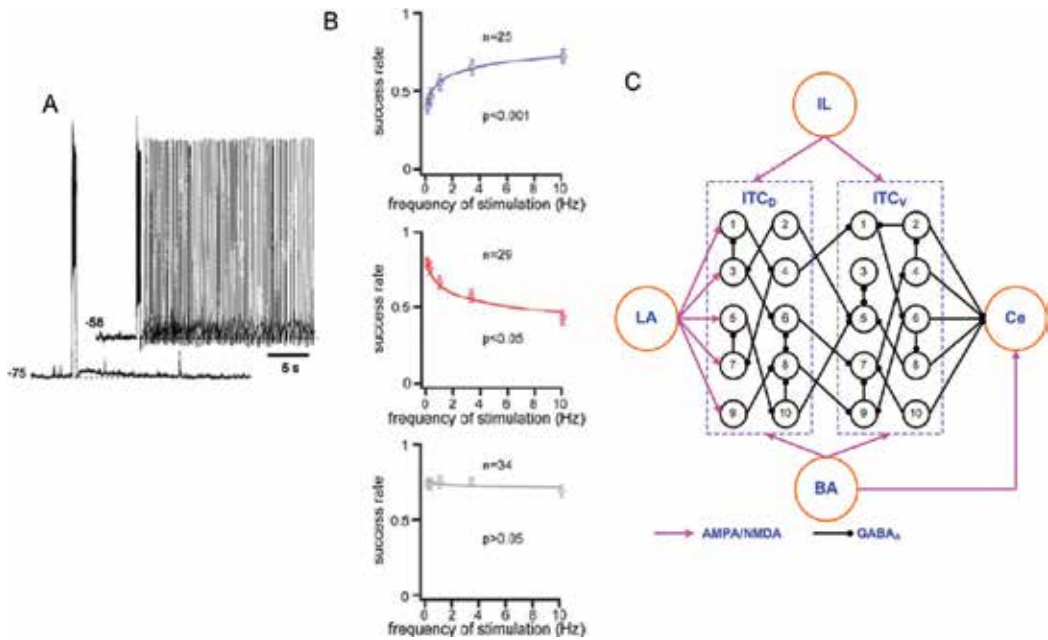 A
-58
-75
5 s
B
success rate
1
0.5
0
n=25
p<0.001
0 2 4 6 8 10
frequency of stimulation (Hz)
success rate
1
0.5
0
n=29
p<0.05
0 2 4 6 8 10
frequency of stimulation (Hz)
success rate
1
0.5
0
n=34
p>0.05
0 2 4 6 8 10
frequency of stimulation (Hz)
C
IL
ITCD
ITCV
1 2 1 2
3 4 3 4
5 6 5 6
7 8 7 8
9 10 9 10
LA
Ce
BA
AMPA/NMDA
GABAA